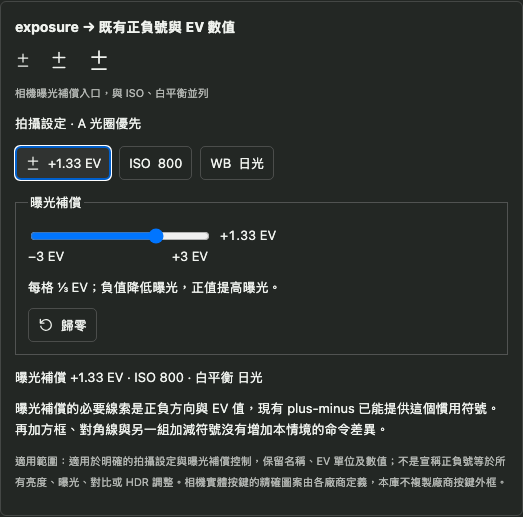 exposure → 既有正負號與 EV 數值
± ± ±
相機曝光補償入口，與 ISO、白平衡並列
拍攝設定 · A 光圈優先
± +1.33 EV ISO 800 WB 日光
曝光補償
+1.33 EV
−3 EV +3 EV
每格 ⅓ EV；負值降低曝光，正值提高曝光。
歸零
曝光補償 +1.33 EV · ISO 800 · 白平衡 日光
曝光補償的必要線索是正負方向與 EV 值，現有 plus-minus 已能提供這個慣用符號。
再加方框、對角線與另一組加減符號沒有增加本情境的命令差異。
適用範圍：適用於明確的拍攝設定與曝光補償控制，保留名稱、EV 單位及數值；不是宣稱正負號等於所
有亮度、曝光、對比或 HDR 調整。相機實體按鍵的精確圖案由各廠商定義，本庫不複製廠商按鍵外框。